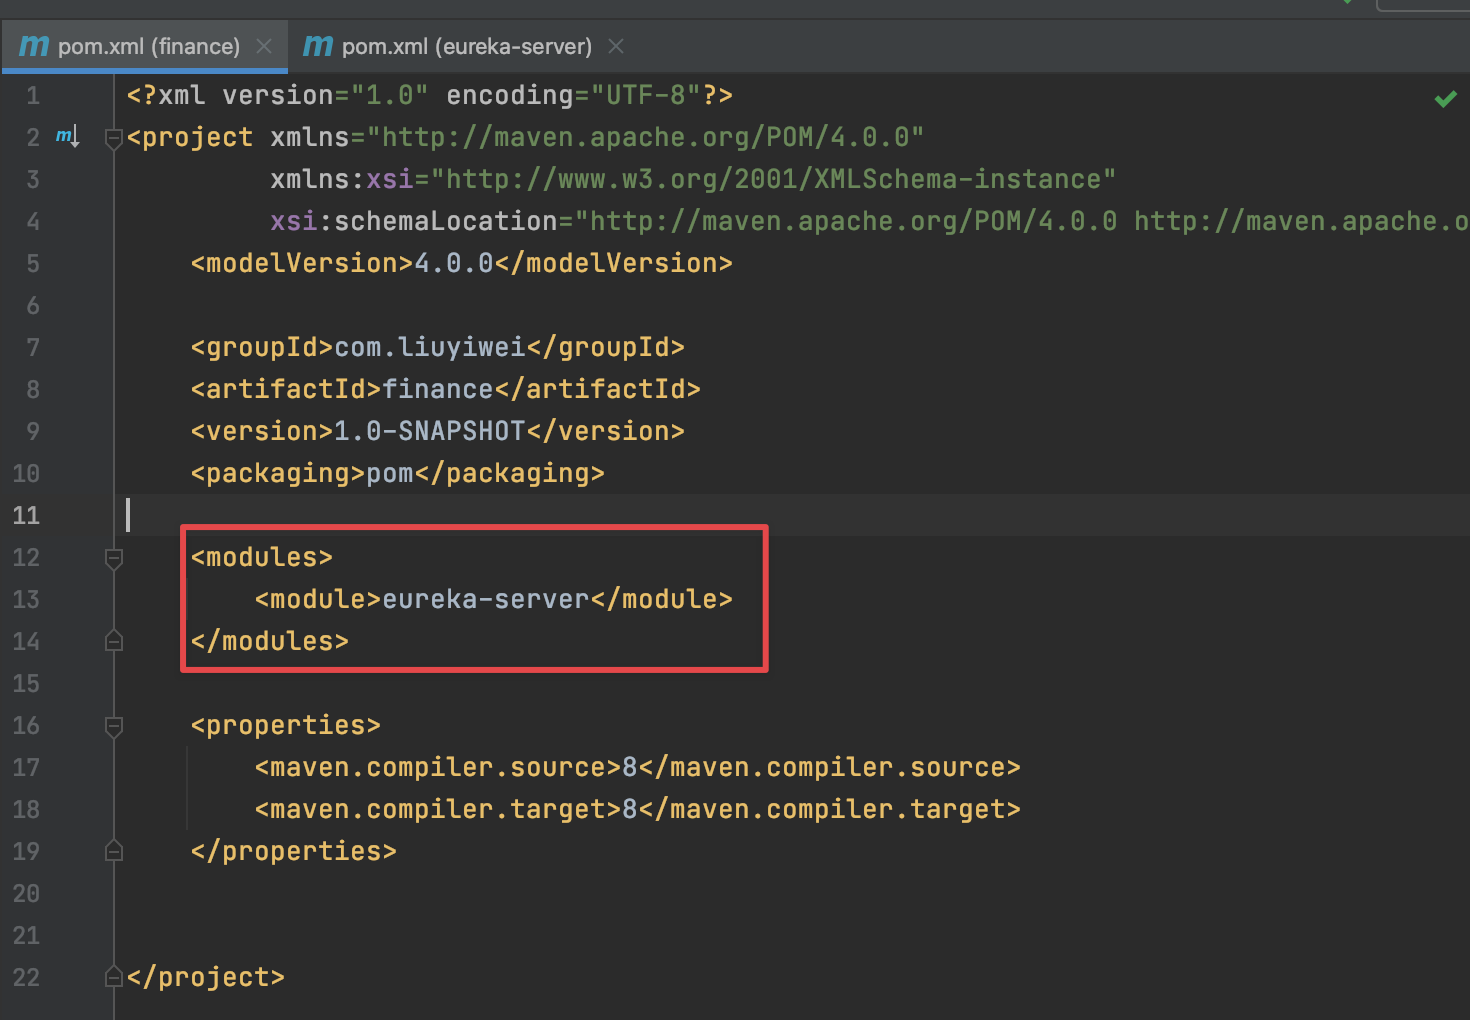 m pom.xml (finance) × m pom.xml (eureka-server) ×
1 <?xml version="1.0" encoding="UTF-8"?>
2 m <project xmlns="http://maven.apache.org/POM/4.0.0"
3 xmlns:xsi="http://www.w3.org/2001/XMLSchema-instance"
4 xsi:schemaLocation="http://maven.apache.org/POM/4.0.0 http://maven.apache.o
5 <modelVersion>4.0.0</modelVersion>
6
7 <groupId>com.liuyiwei</groupId>
8 <artifactId>finance</artifactId>
9 <version>1.0-SNAPSHOT</version>
10 <packaging>pom</packaging>
11
12 <modules>
13 <module>eureka-server</module>
14 </modules>
15
16 <properties>
17 <maven.compiler.source>8</maven.compiler.source>
18 <maven.compiler.target>8</maven.compiler.target>
19 </properties>
20
21
22 </project>